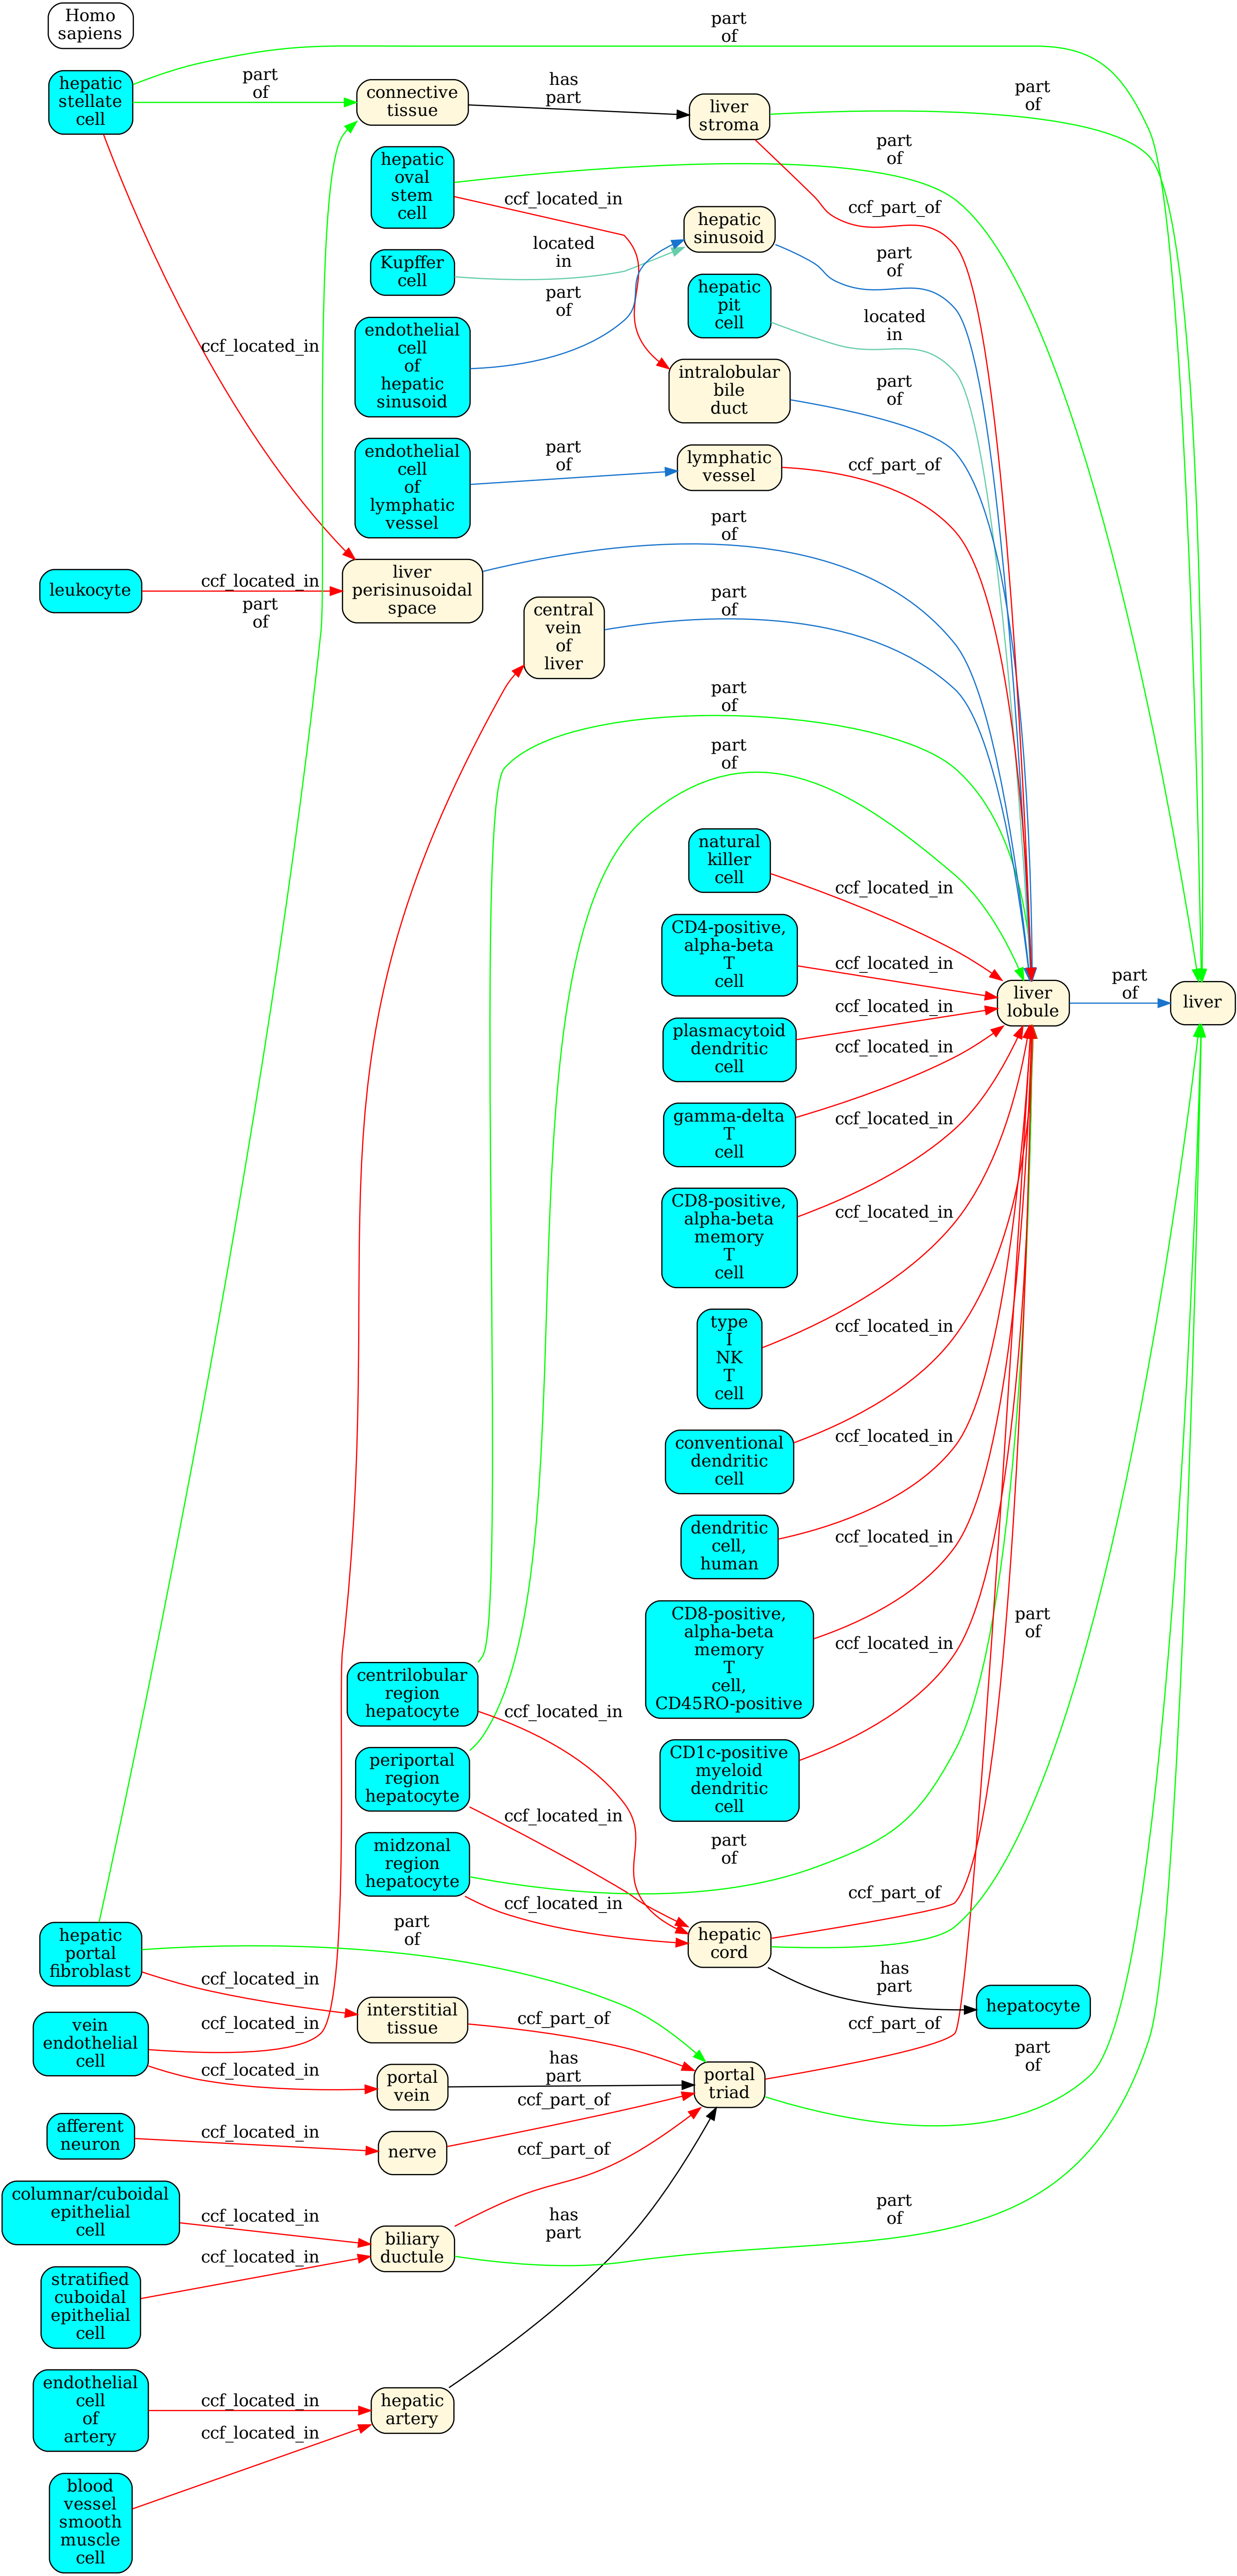 Homo
sapiens
hepatic
stellate
cell
part
of
part
of
connective
tissue
has
part
liver
stroma
part
of
hepatic
oval
stem
cell
part
of
ccf_located_in
ccf_part_of
hepatic
sinusoid
Kupffer
cell
located
in
part
of
hepatic
pit
cell
part
of
located
in
endothelial
cell
of
hepatic
sinusoid
ccf_located_in
intralobular
bile
duct
part
of
endothelial
cell
of
lymphatic
vessel
part
of
lymphatic
vessel
ccf_part_of
part
of
leukocyte
ccf_located_in
part
of
liver
perisinusoidal
space
central
vein
of
liver
part
of
part
of
part
of
natural
killer
cell
ccf_located_in
CD4-positive,
alpha-beta
T
cell
ccf_located_in
liver
lobule
part
of
liver
plasmacytoid
dendritic
cell
ccf_located_in
ccf_located_in
gamma-delta
T
cell
ccf_located_in
CD8-positive,
alpha-beta
memory
T
cell
ccf_located_in
type
I
NK
T
cell
ccf_located_in
conventional
dendritic
cell
ccf_located_in
dendritic
cell,
human
ccf_located_in
CD8-positive,
alpha-beta
memory
T
cell,
CD45RO-positive
ccf_located_in
part
of
centrilobular
region
hepatocyte
ccf_located_in
CD1c-positive
myeloid
dendritic
cell
periportal
region
hepatocyte
ccf_located_in
midzonal
region
hepatocyte
part
of
ccf_located_in
ccf_part_of
hepatic
portal
fibroblast
part
of
ccf_located_in
hepatic
cord
has
part
hepatocyte
interstitial
tissue
ccf_part_of
ccf_part_of
vein
endothelial
cell
ccf_located_in
ccf_located_in
portal
vein
has
part
portal
triad
part
of
ccf_part_of
afferent
neuron
ccf_located_in
nerve
ccf_part_of
columnar/cuboidal
epithelial
cell
ccf_located_in
biliary
ductule
has
part
part
of
stratified
cuboidal
epithelial
cell
ccf_located_in
endothelial
cell
of
artery
ccf_located_in
hepatic
artery
ccf_located_in
blood
vessel
smooth
muscle
cell